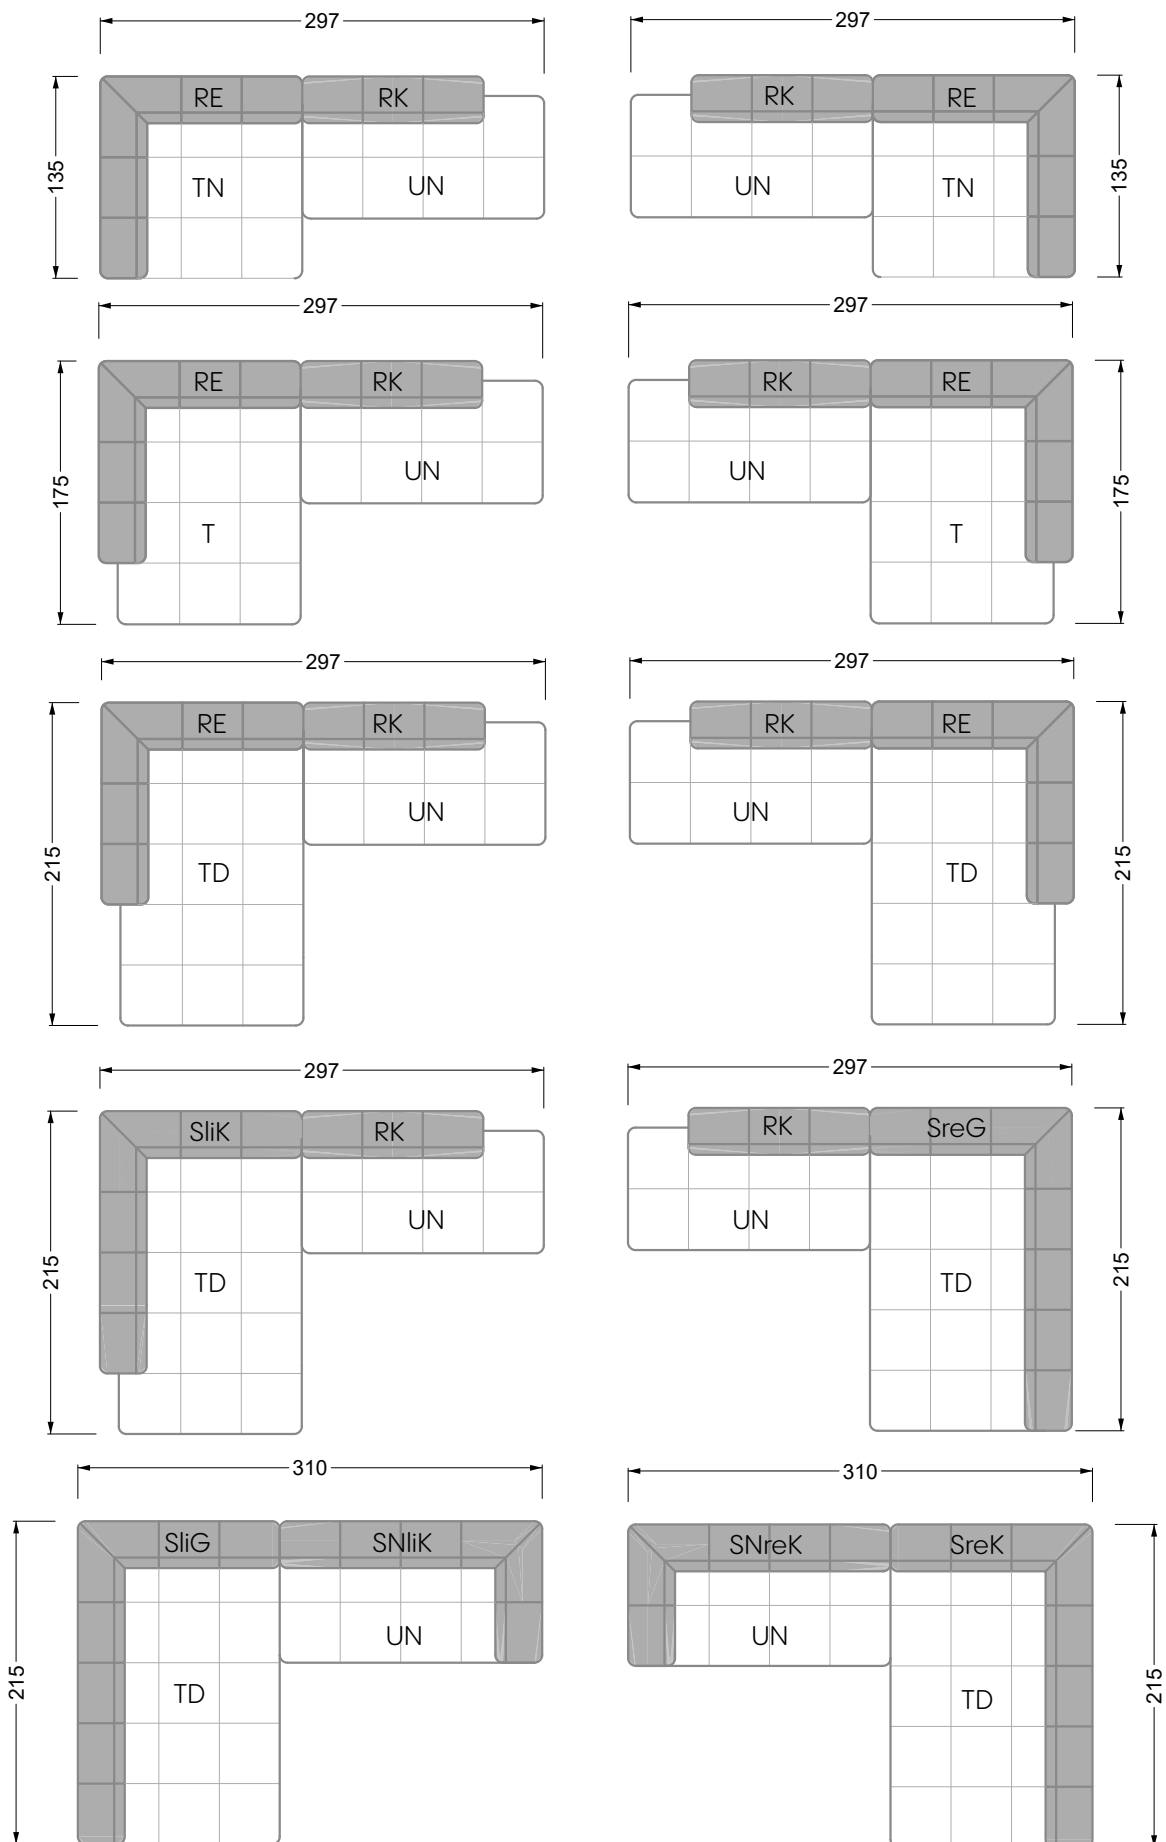 297 297
RE RK RK RE
135 TN UN UN TN 135
297 297
RE RK RK RE
UN UN
175 175
T T
297 297
RE RK RK RE
UN UN
215 TD TD 215
297 297
SliK RK RK SreG
UN UN
215 TD TD 215
310 310
SliG SNliK SNreK SreK
UN UN
215 TD TD 215